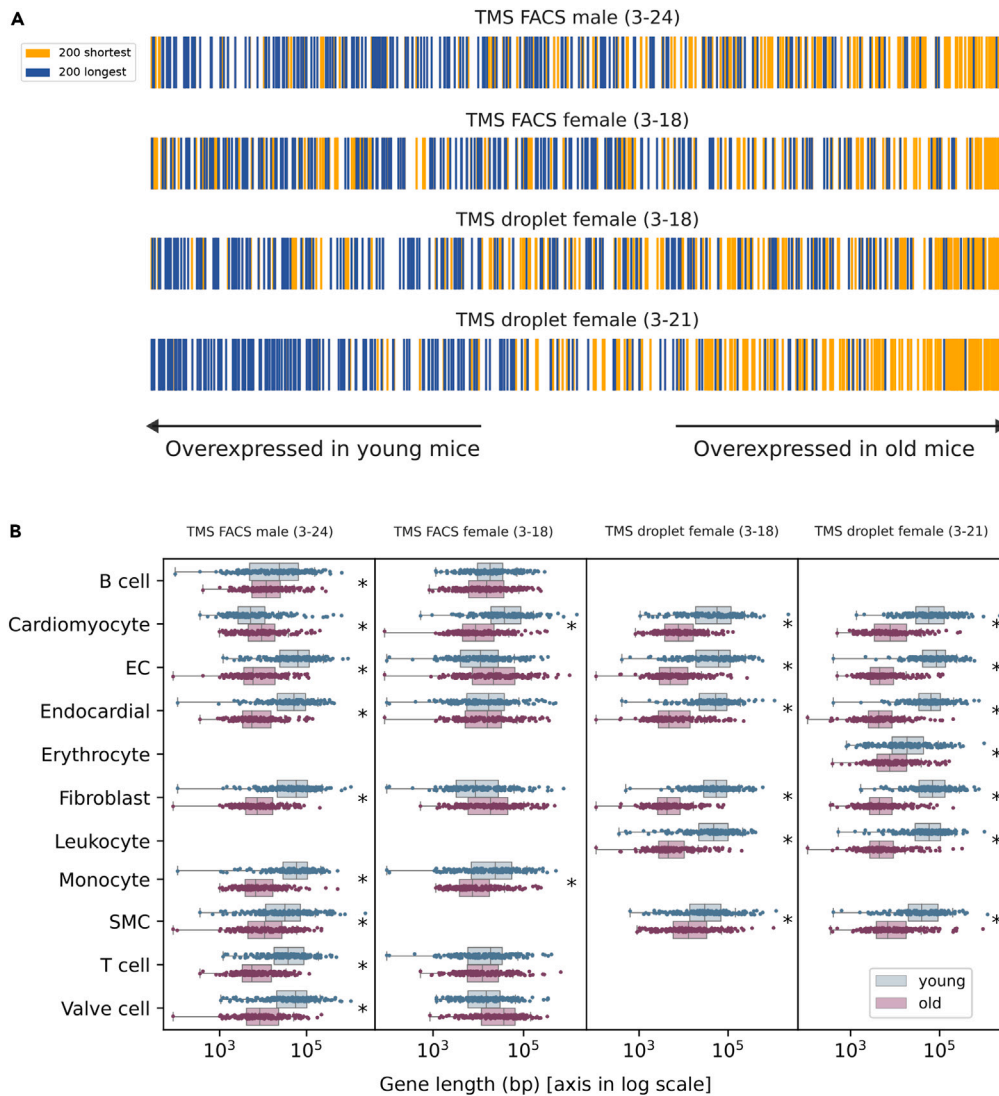 A
TMS FACS male (3-24)
200 shortest
200 longest
TMS FACS female (3-18)
TMS droplet female (3-18)
TMS droplet female (3-21)
Overexpressed in young mice
Overexpressed in old mice
B
TMS FACS male (3-24)
TMS FACS female (3-18)
TMS droplet female (3-18)
TMS droplet female (3-21)
B cell
*
Cardiomyocyte
*
*
*
*
EC
*
*
*
Endocardial
*
*
*
Erythrocyte
*
Fibroblast
*
*
*
Leukocyte
*
*
Monocyte
*
*
SMC
*
*
*
T cell
*
Valve cell
*
young
old
10³ 10⁵
10³ 10⁵
10³ 10⁵
10³ 10⁵
Gene length (bp) [axis in log scale]